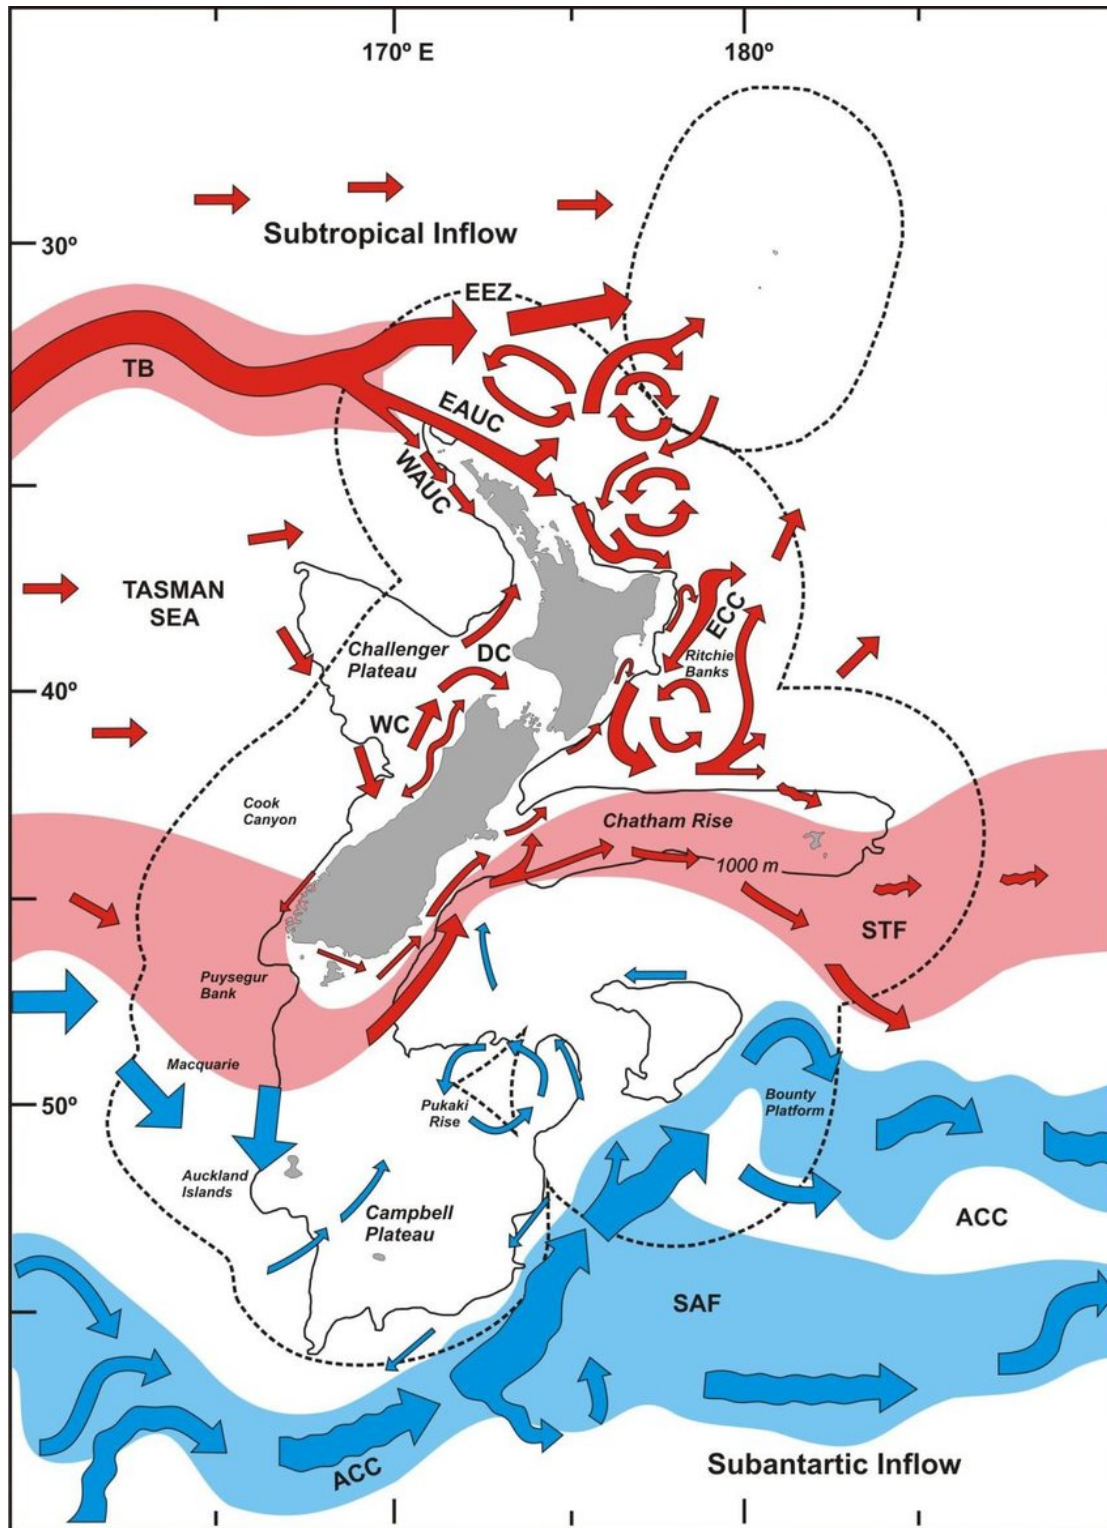 170º E
180º
Subtropical Inflow
30º
EEZ
TB
EAUC
WAUC
TASMAN
SEA
ECC
Challenger
Plateau
DC
Ritchie
Banks
40º
WC
Cook
Canyon
Chatham Rise
1000 m
STF
Puysegur
Bank
Macquarie
50º
Pukaki
Rise
Bounty
Platform
Auckland
Islands
Campbell
Plateau
ACC
SAF
ACC
Subantartic Inflow